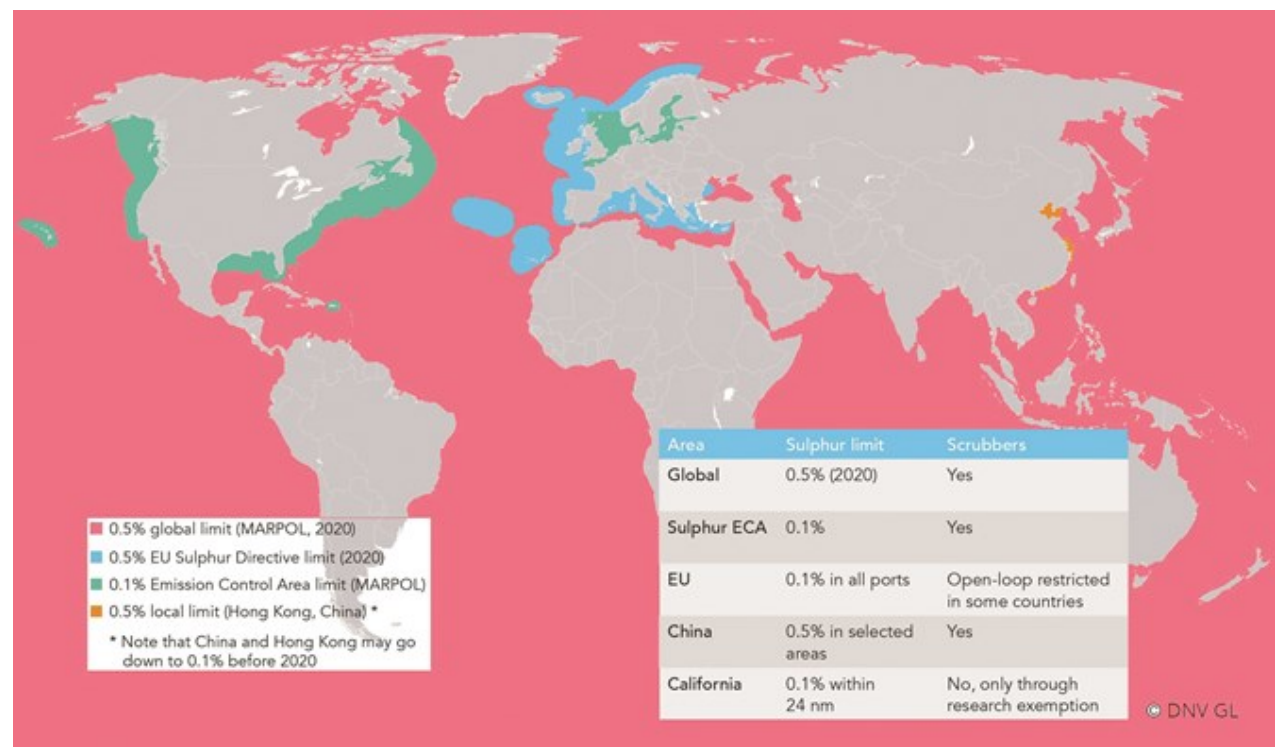 Area Sulphur limit Scrubbers
Global 0.5% (2020) Yes
Sulphur ECA 0.1% Yes
EU 0.1% in all ports Open-loop restricted
in some countries
China 0.5% in selected Yes
areas
California 0.1% within No, only through
24 nm research exemption
0.5% global limit (MARPOL, 2020)
0.5% EU Sulphur Directive limit (2020)
0.1% Emission Control Area limit (MARPOL)
0.5% local limit (Hong Kong, China) *
* Note that China and Hong Kong may go
down to 0.1% before 2020
© DNV GL